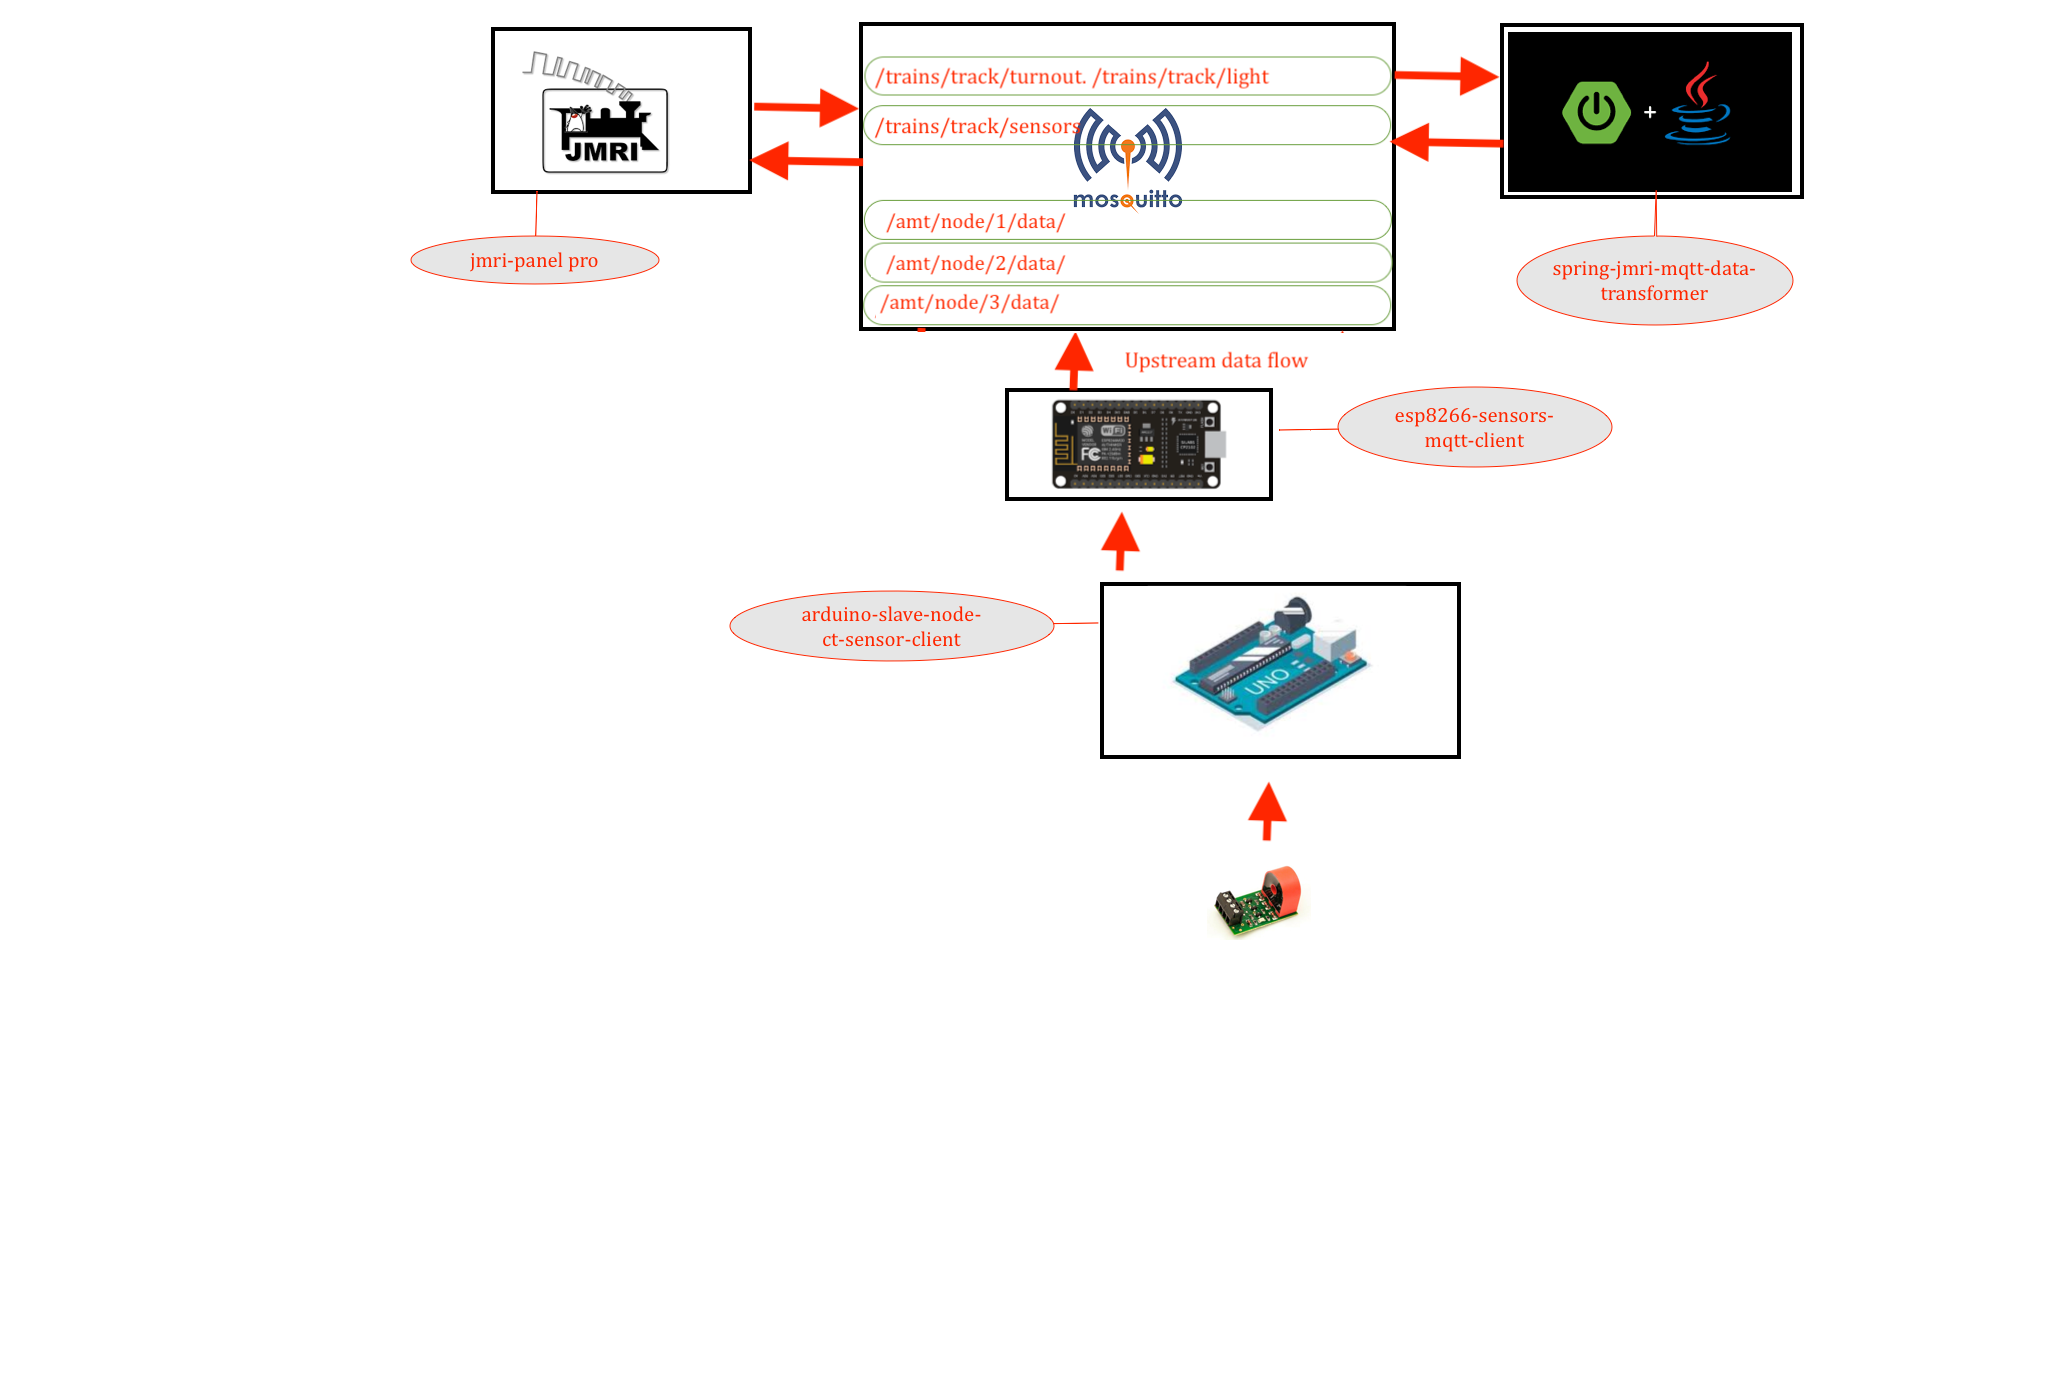 /trains/track/turnout. /trains/track/light
/trains/track/sensors
JMRI
+
mosquitto
/amt/node/1/data/
/amt/node/2/data/
/amt/node/3/data/
jmri-panel pro
spring-jmri-mqtt-data-
transformer
Upstream data flow
esp8266-sensors-
mqtt-client
WiFi
FC
arduino-slave-node-
ct-sensor-client
UNO